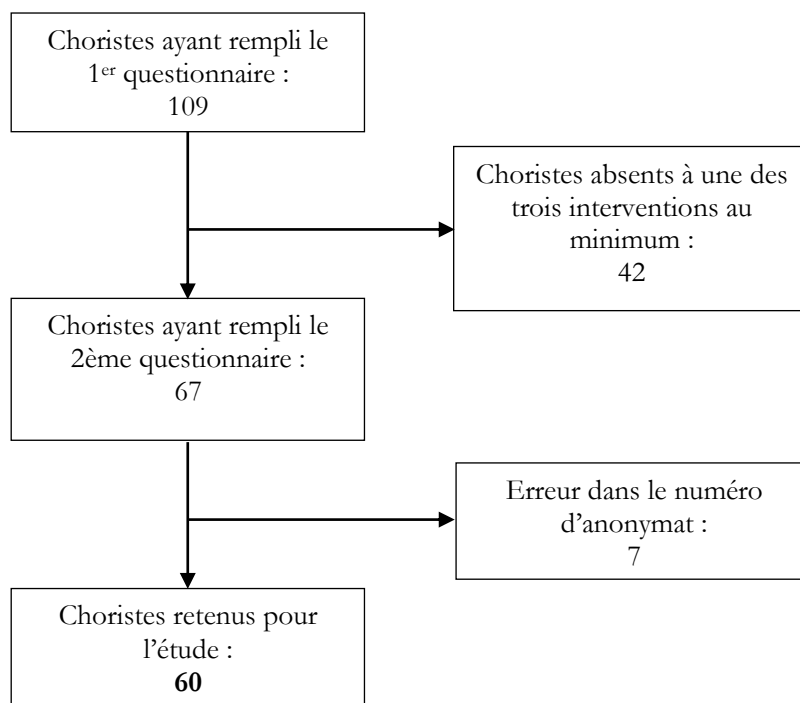 Choristes ayant rempli le
1er questionnaire :
109
Choristes absents à une des
trois interventions au
minimum :
42
Choristes ayant rempli le
2ème questionnaire :
67
Erreur dans le numéro
d’anonymat :
7
Choristes retenus pour
l’étude :
60